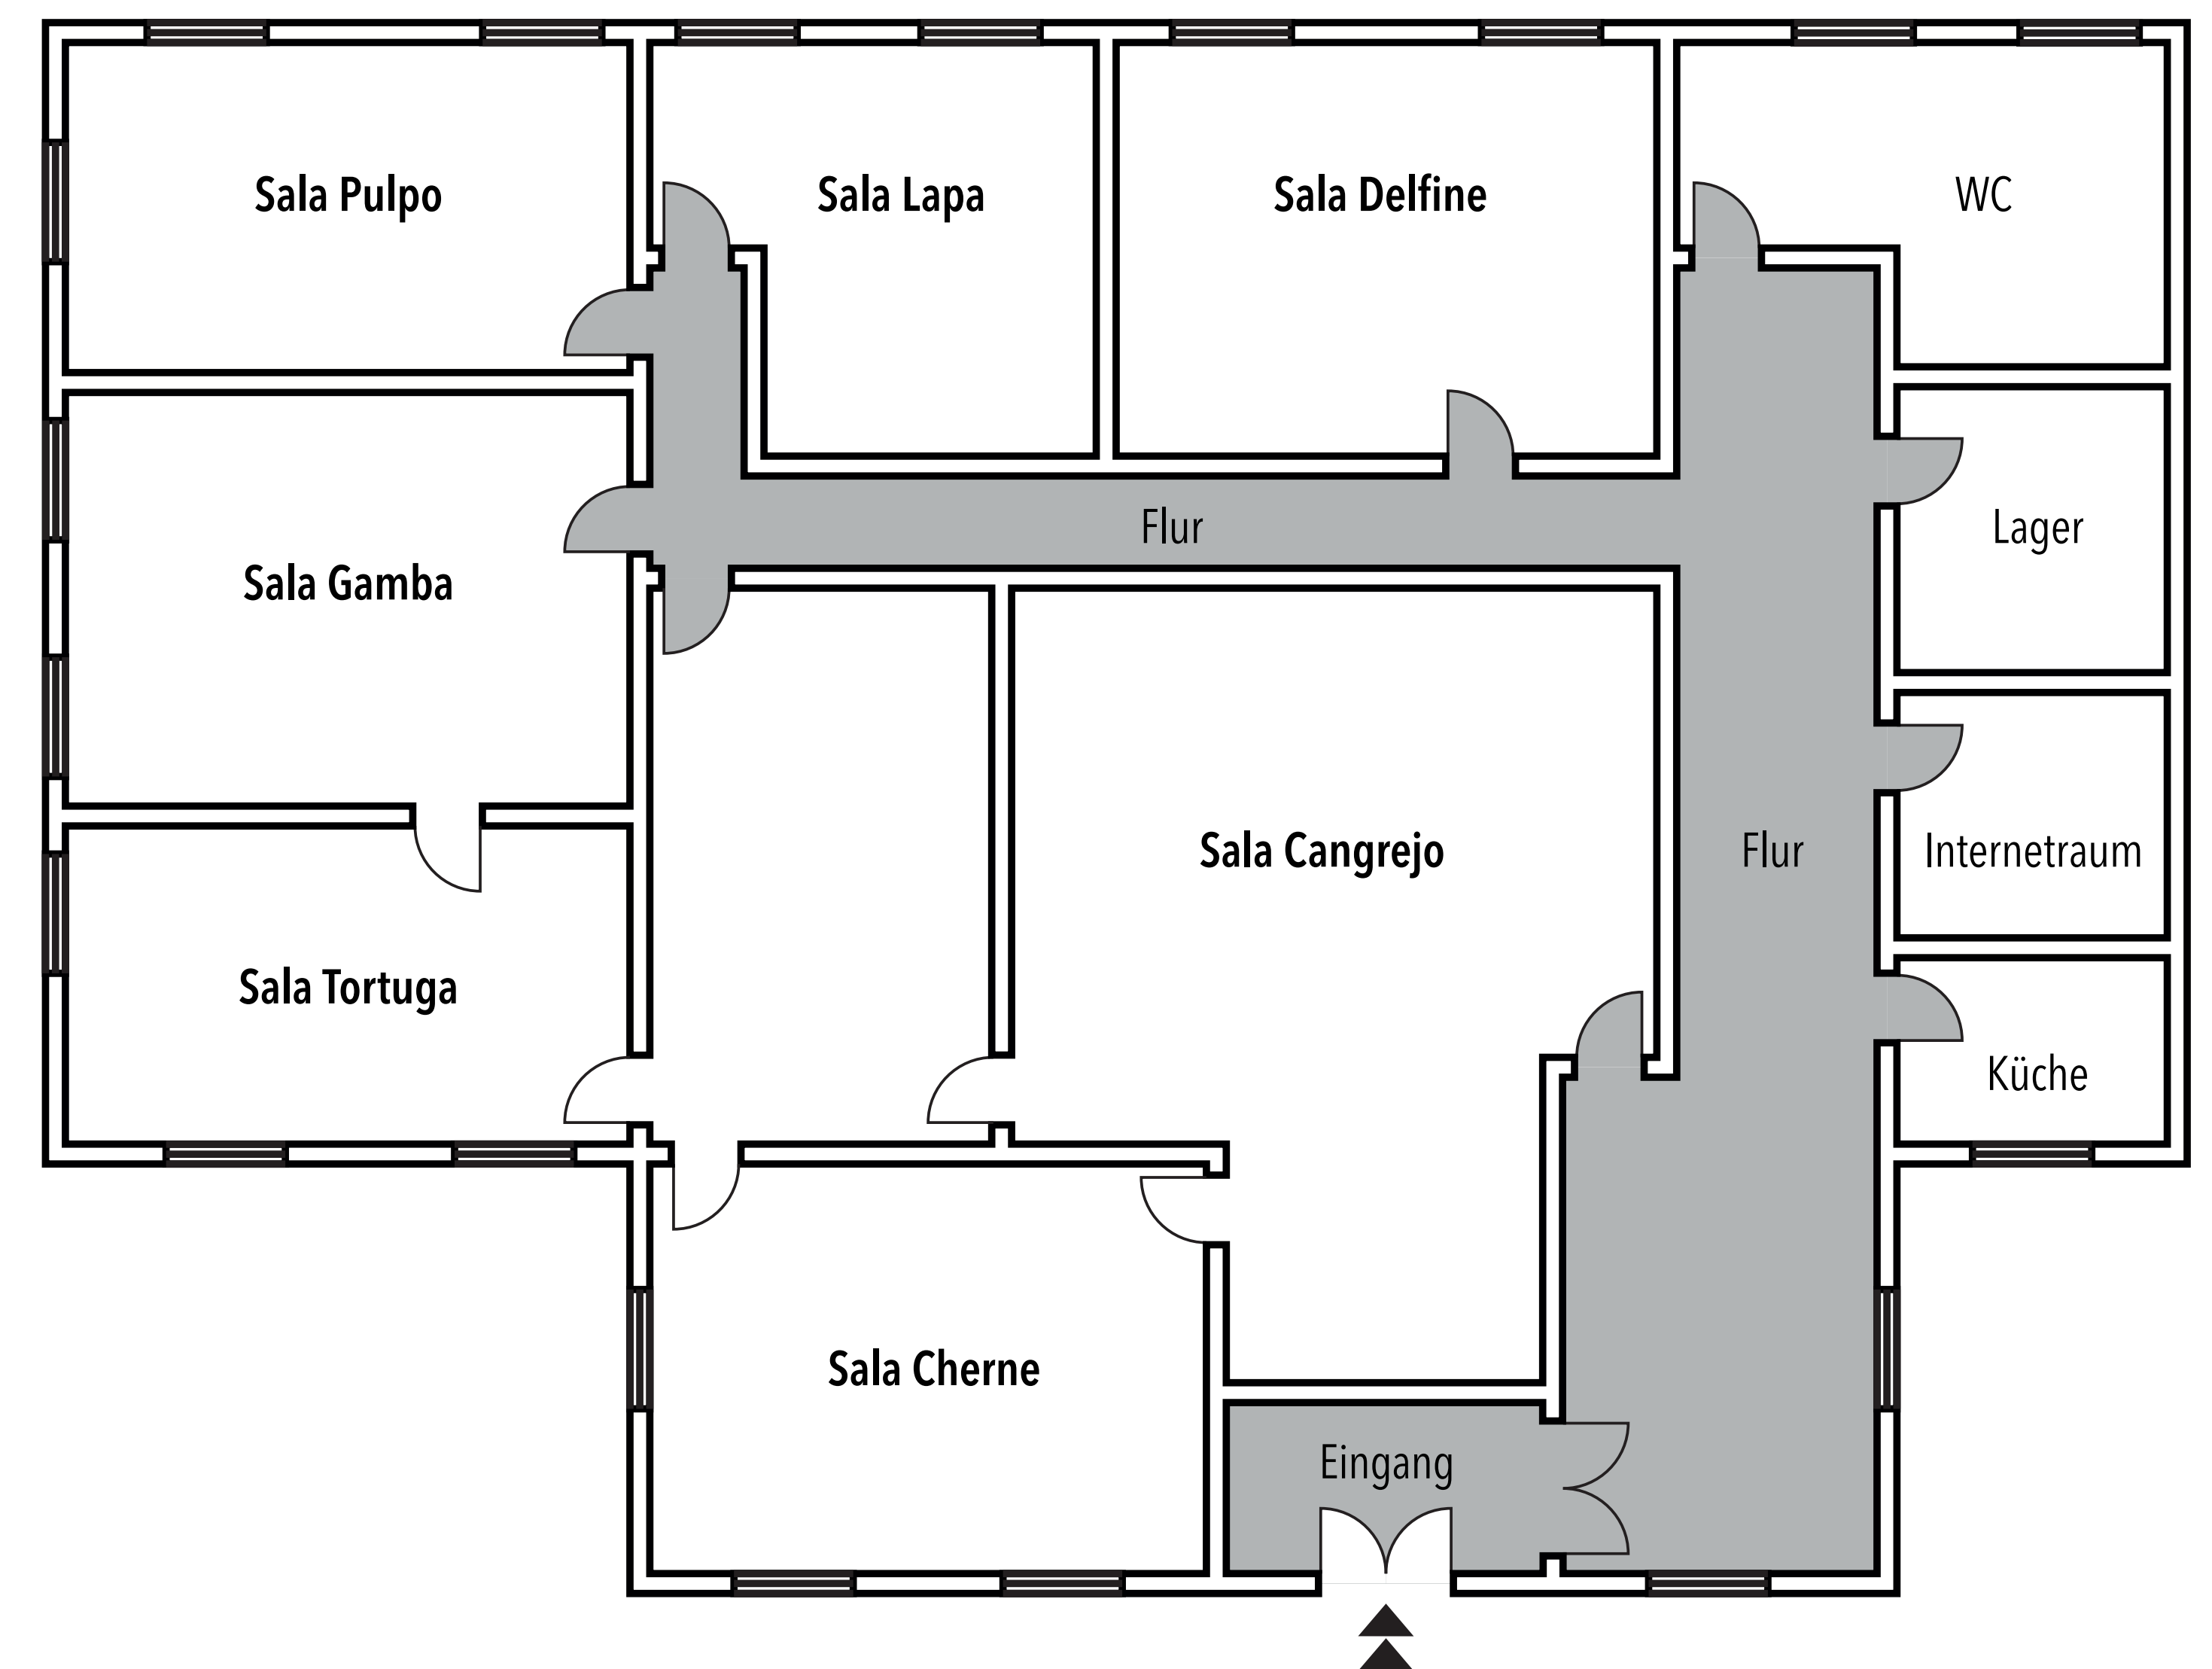 Sala Pulpo
Sala Lapa
Sala Delfine
WC
Flur
Lager
Sala Gamba
Sala Cangrejo
Flur
Internetraum
Sala Tortuga
Küche
Sala Cherne
Eingang